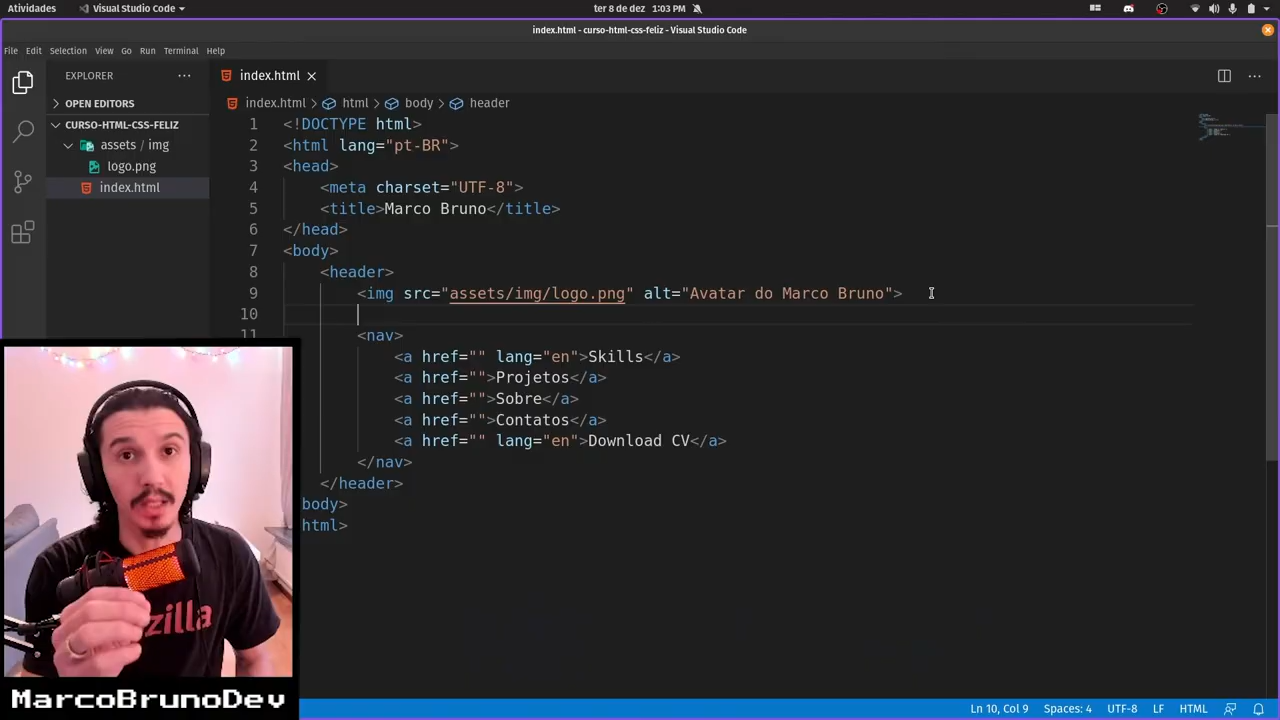 Atividades
Visual Studio Code
ter 8 de dez 1:03 PM
index.html - curso-html-css-feliz - Visual Studio Code
File Edit Selection View Go Run Terminal Help
EXPLORER
index.html
OPEN EDITORS
index.html > html > body > header
CURSO-HTML-CSS-FELIZ
assets / img
logo.png
index.html
1 <!DOCTYPE html>
2 <html lang="pt-BR">
3 <head>
4 <meta charset="UTF-8">
5 <title>Marco Bruno</title>
6 </head>
7 <body>
8 <header>
9 <img src="assets/img/logo.png" alt="Avatar do Marco Bruno">
10
11 <nav>
<a href="" lang="en">Skills</a>
<a href="">Projetos</a>
<a href="">Sobre</a>
<a href="">Contatos</a>
<a href="" lang="en">Download CV</a>
</nav>
</header>
body>
html>
zilla
MarcoBrunoDev
Ln 10, Col 9 Spaces: 4 UTF-8 LF HTML